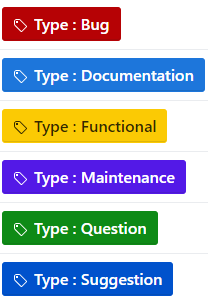 Type : Bug
Type : Documentation
Type : Functional
Type : Maintenance
Type : Question
Type : Suggestion